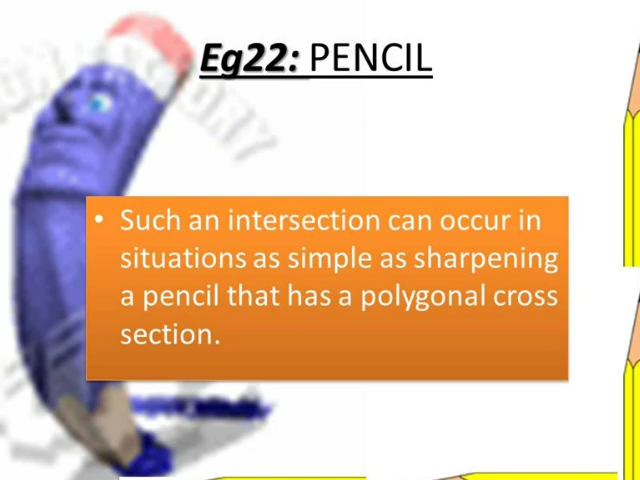 Eg22: PENCIL
• Such an intersection can occur in
situations as simple as sharpening
a pencil that has a polygonal cross
section.